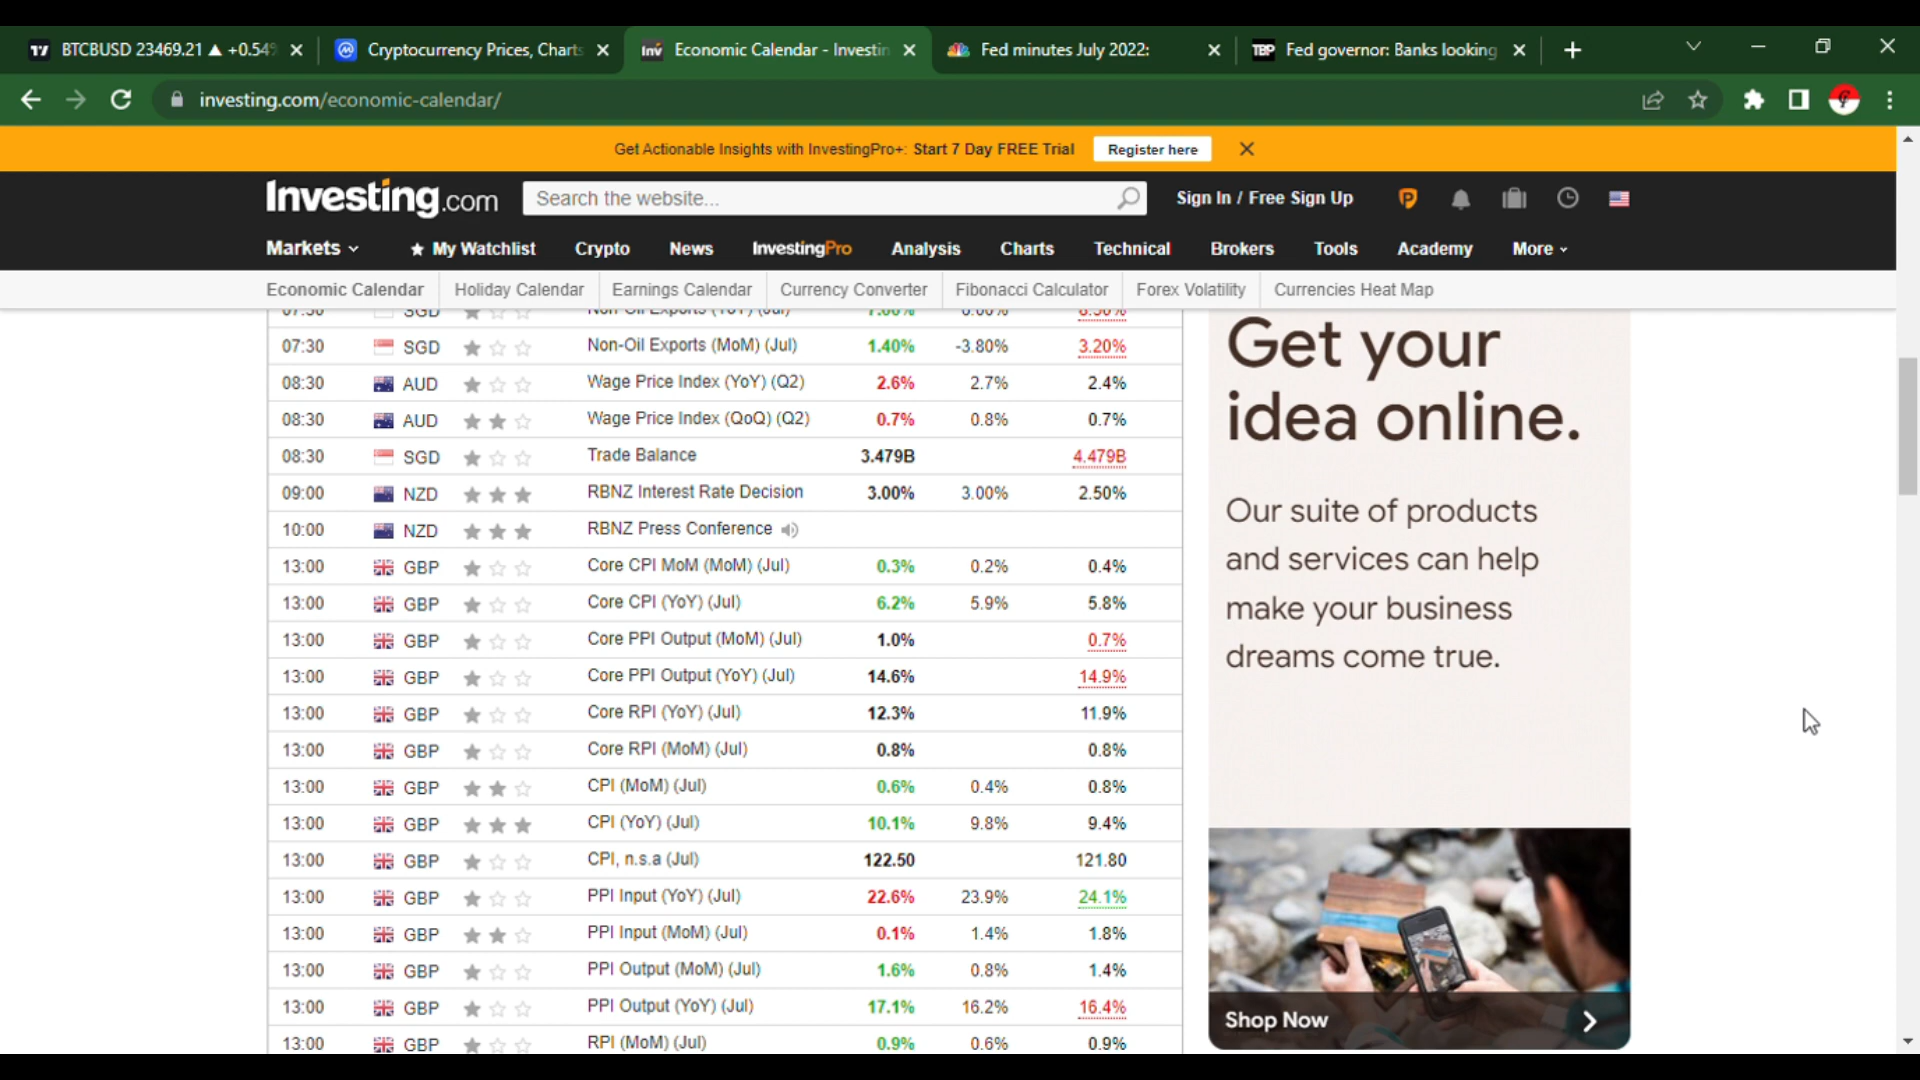 BTCBUSD 23469.21 ▲ +0.54%
Cryptocurrency Prices, Charts
Inv Economic Calendar - Investin
Fed minutes July 2022:
TBP Fed governor: Banks looking
investing.com/economic-calendar/
Get Actionable Insights with InvestingPro+: Start 7 Day FREE Trial Register here
Investing.com Search the website... Sign In / Free Sign Up
Markets My Watchlist Crypto News InvestingPro Analysis Charts Technical Brokers Tools Academy More
Economic Calendar Holiday Calendar Earnings Calendar Currency Converter Fibonacci Calculator Forex Volatility Currencies Heat Map
07:30 SGD Non-Oil Exports (YoY) (Jul)
07:30 SGD Non-Oil Exports (MoM) (Jul) 1.40% -3.80% 3.20%
08:30 AUD Wage Price Index (YoY) (Q2) 2.6% 2.7% 2.4%
08:30 AUD Wage Price Index (QoQ) (Q2) 0.7% 0.8% 0.7%
08:30 SGD Trade Balance 3.479B 4.479B
09:00 NZD RBNZ Interest Rate Decision 3.00% 3.00% 2.50%
10:00 NZD RBNZ Press Conference
13:00 GBP Core CPI MoM (MoM) (Jul) 0.3% 0.2% 0.4%
13:00 GBP Core CPI (YoY) (Jul) 6.2% 5.9% 5.8%
13:00 GBP Core PPI Output (MoM) (Jul) 1.0% 0.7%
13:00 GBP Core PPI Output (YoY) (Jul) 14.6% 14.9%
13:00 GBP Core RPI (YoY) (Jul) 12.3% 11.9%
13:00 GBP Core RPI (MoM) (Jul) 0.8% 0.8%
13:00 GBP CPI (MoM) (Jul) 0.6% 0.4% 0.8%
13:00 GBP CPI (YoY) (Jul) 10.1% 9.8% 9.4%
13:00 GBP CPI, n.s.a (Jul) 122.50 121.80
13:00 GBP PPI Input (YoY) (Jul) 22.6% 23.9% 24.1%
13:00 GBP PPI Input (MoM) (Jul) 0.1% 1.4% 1.8%
13:00 GBP PPI Output (MoM) (Jul) 1.6% 0.8% 1.4%
13:00 GBP PPI Output (YoY) (Jul) 17.1% 16.2% 16.4%
13:00 GBP RPI (MoM) (Jul) 0.9% 0.6% 0.9%
Get your
idea online.
Our suite of products
and services can help
make your business
dreams come true.
Shop Now